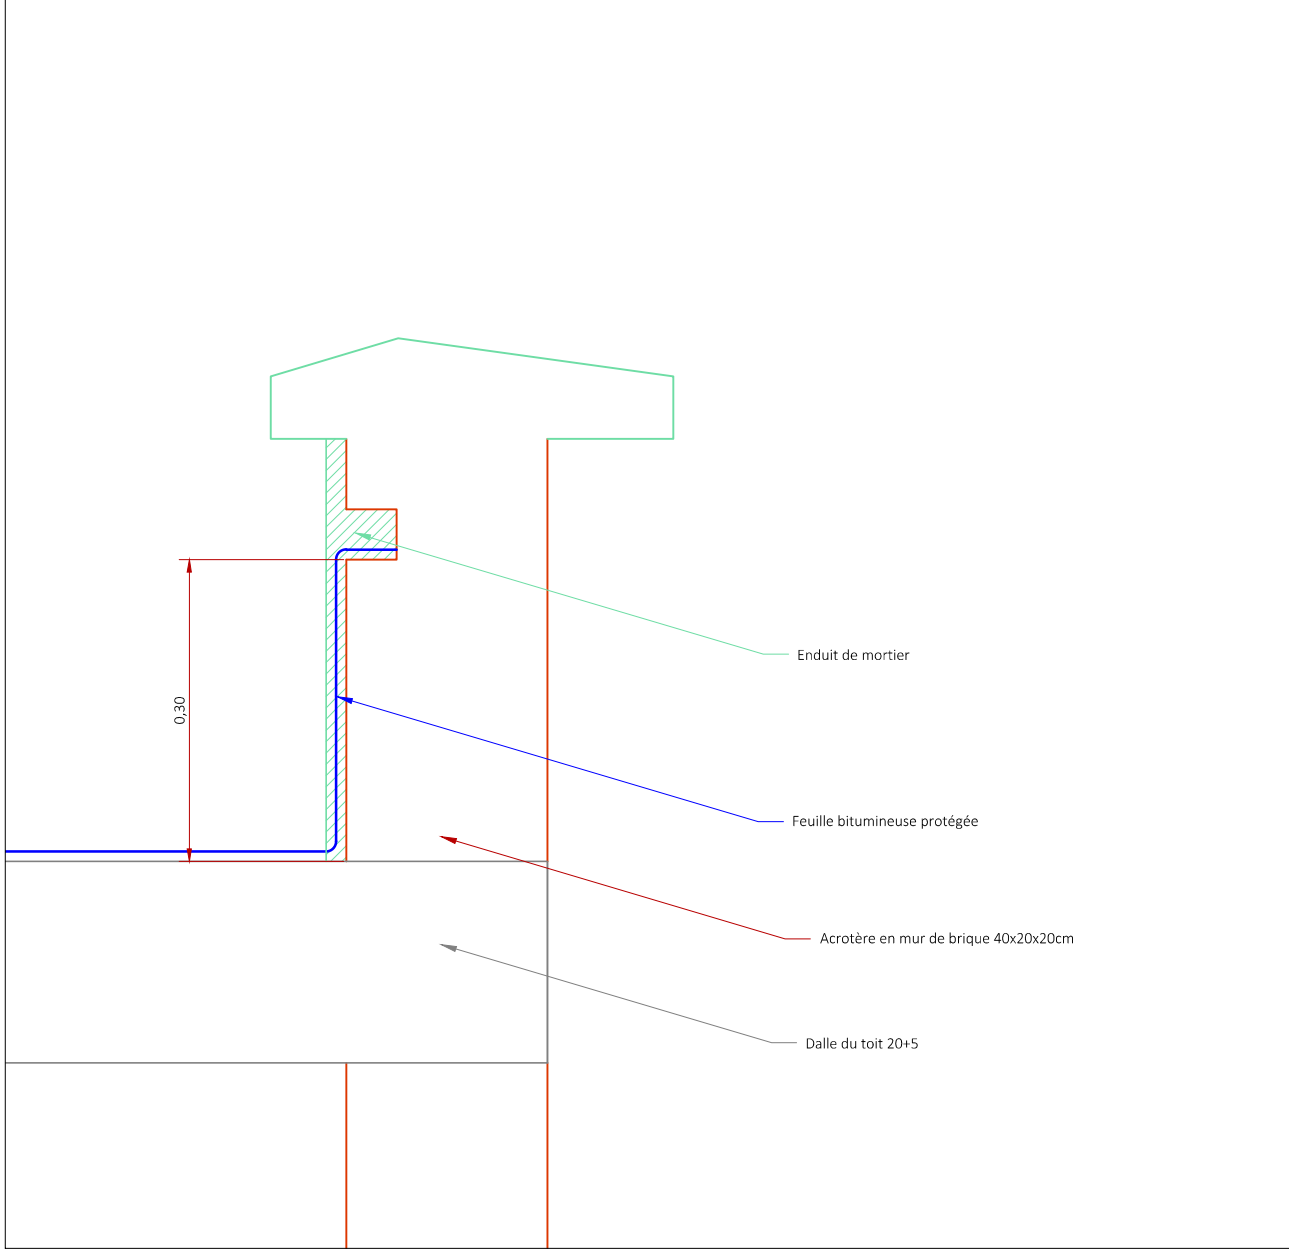 Enduit de mortier
0,30
Feuille bitumineuse protégée
Acrotère en mur de brique 40x20x20cm
Dalle du toit 20+5